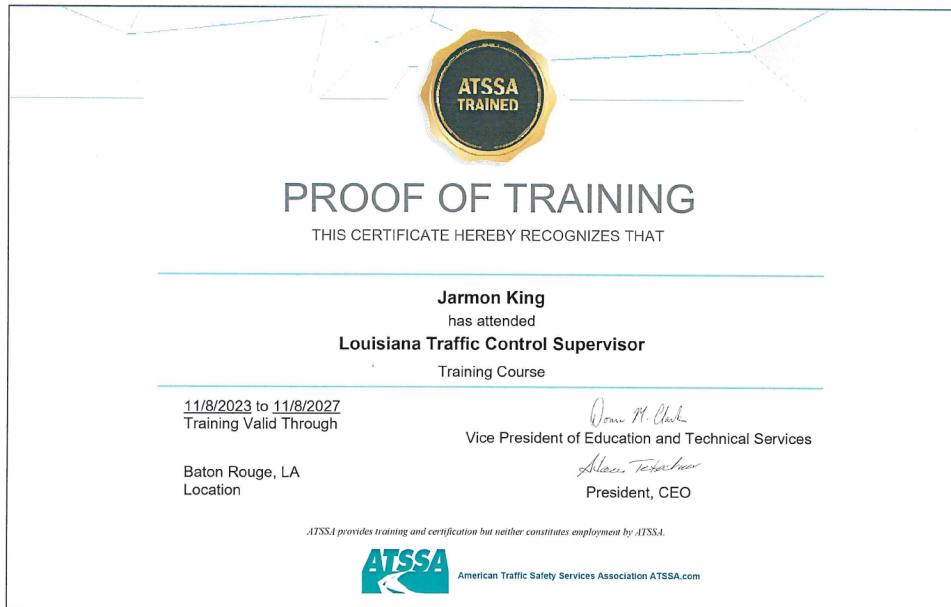 ATSSA
TRAINED
PROOF OF TRAINING
THIS CERTIFICATE HEREBY RECOGNIZES THAT
Jarmon King
has attended
Louisiana Traffic Control Supervisor
Training Course
11/8/2023 to 11/8/2027
Training Valid Through
Vice President of Education and Technical Services
Baton Rouge, LA
Location
President, CEO
ATSSA provides training and certification but neither constitutes employment by ATSSA.
ATSSA
American Traffic Safety Services Association ATSSA.com